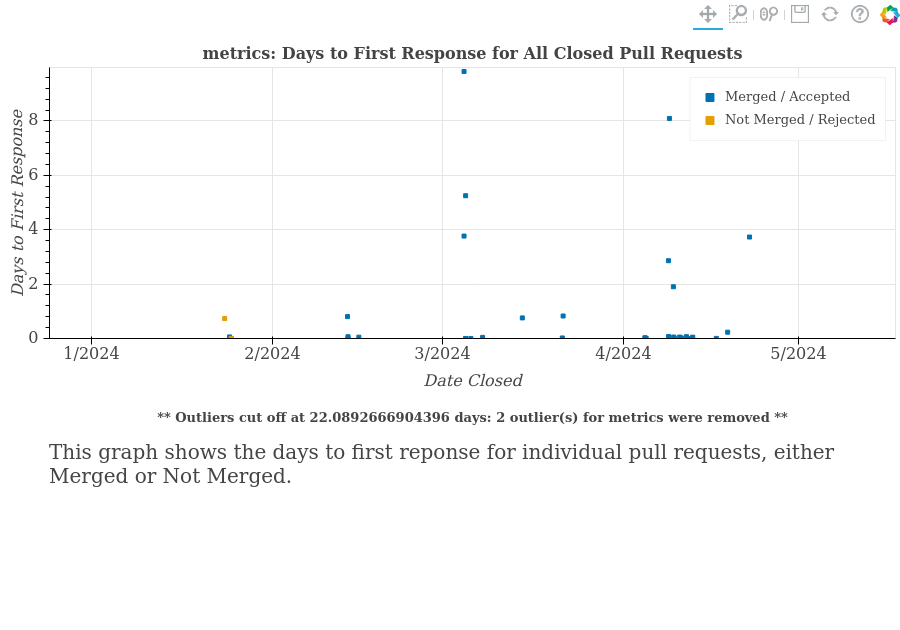 metrics: Days to First Response for All Closed Pull Requests
Merged / Accepted
Not Merged / Rejected
Days to First Response
8
6
4
2
0
1/2024 2/2024 3/2024 4/2024 5/2024
Date Closed
** Outliers cut off at 22.0892666904396 days: 2 outlier(s) for metrics were removed **
This graph shows the days to first reponse for individual pull requests, either
Merged or Not Merged.